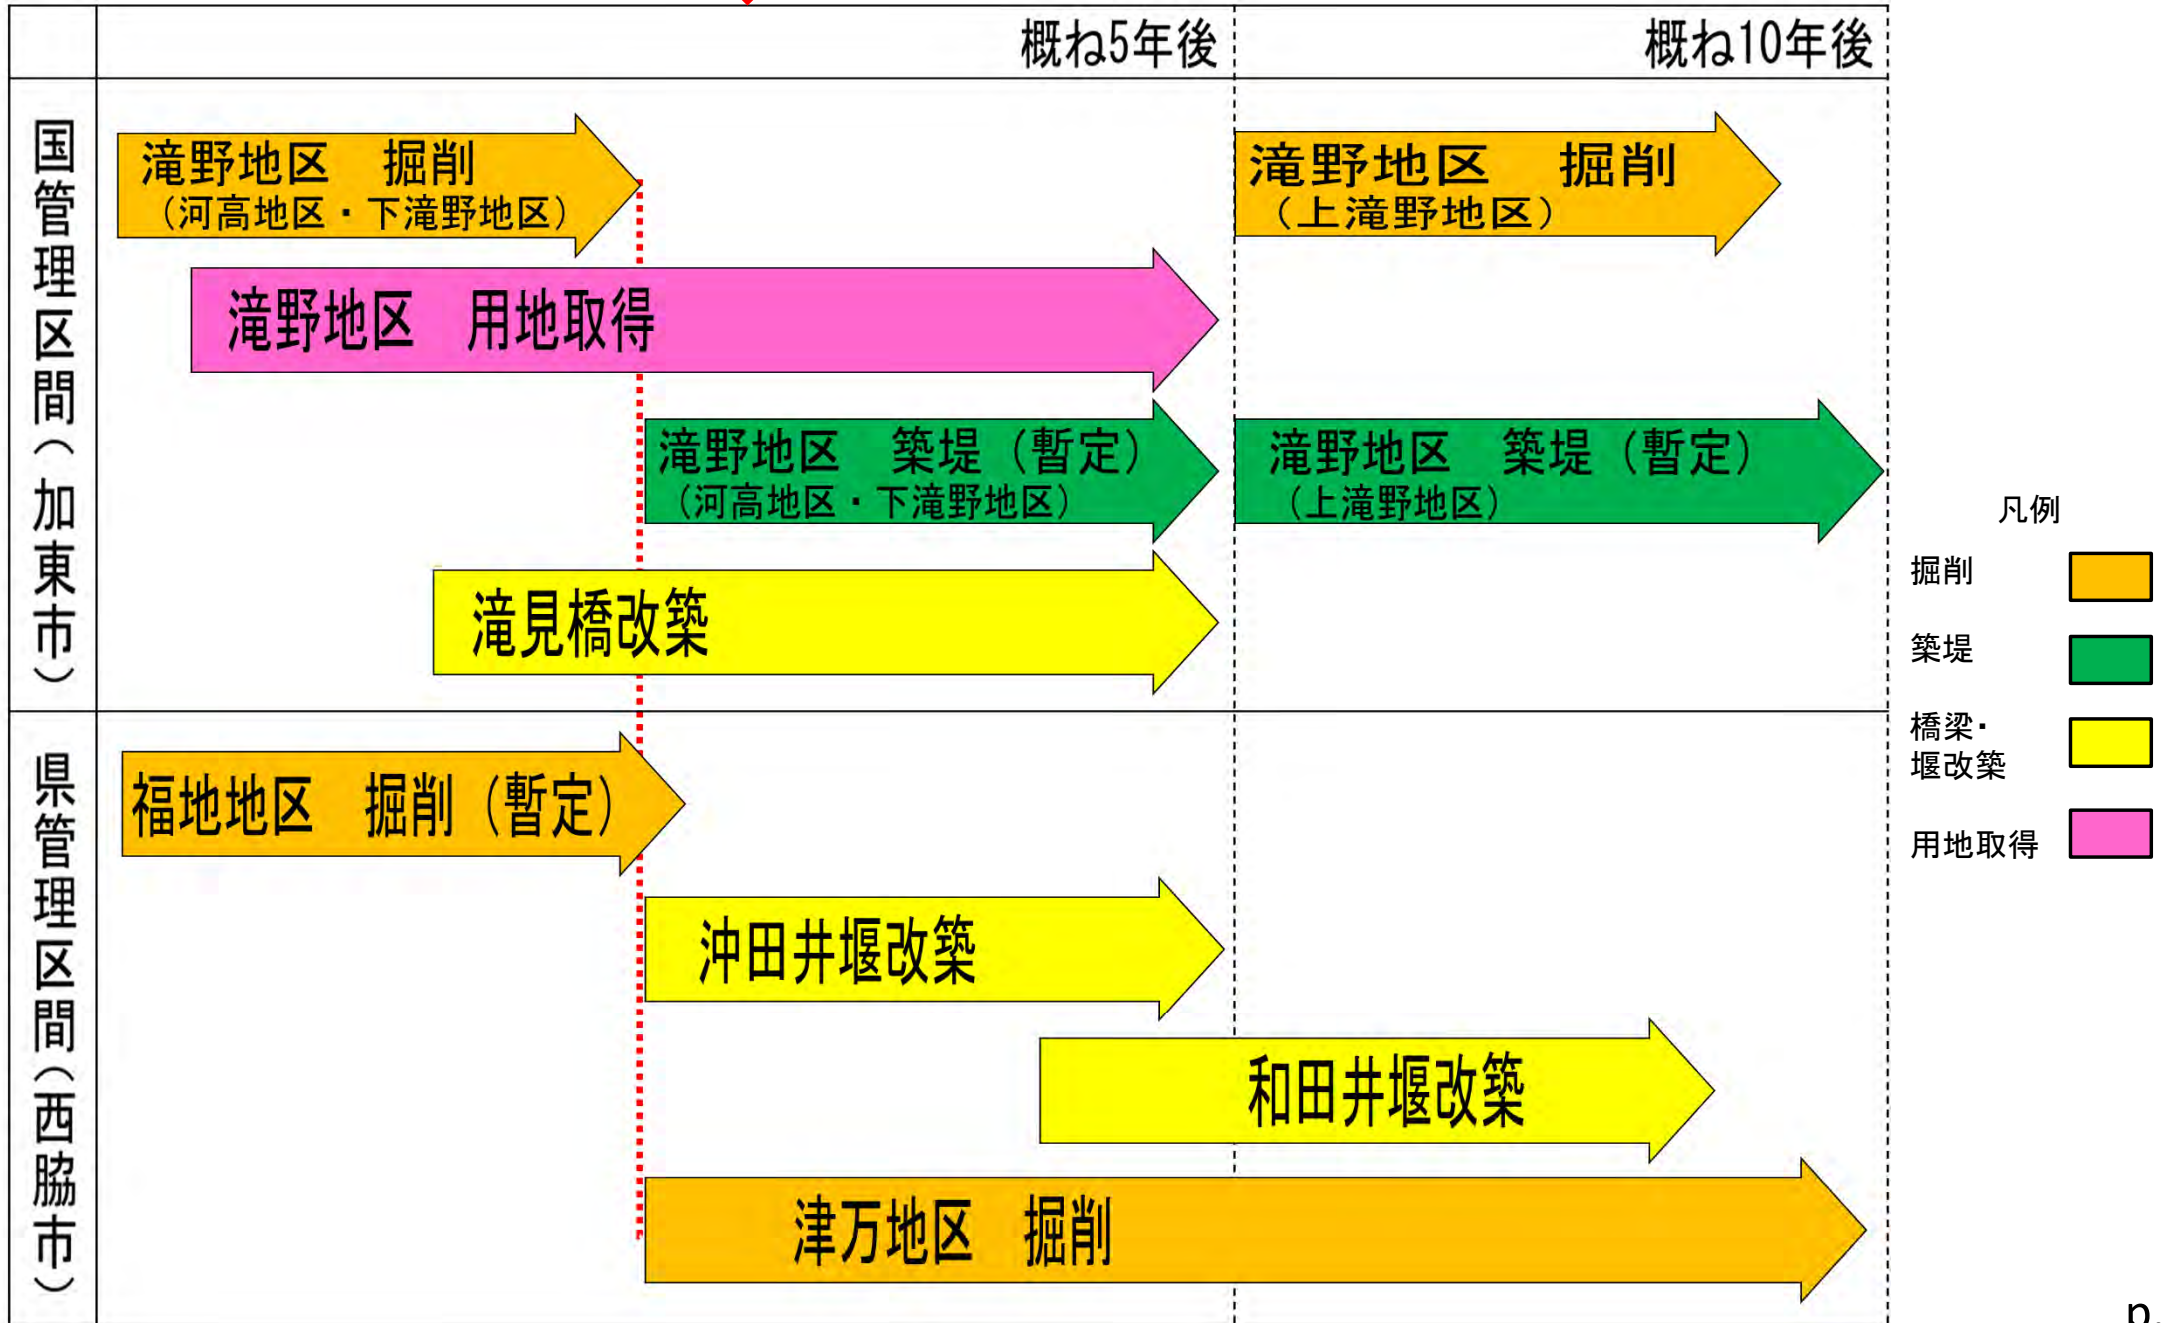 概ね5年後
概ね10年後
国管理区間（加東市）
滝野地区　掘削
（河高地区・下滝野地区）
滝野地区　掘削
（上滝野地区）
滝野地区　用地取得
滝野地区　築堤（暫定）
（河高地区・下滝野地区）
滝野地区　築堤（暫定）
（上滝野地区）
滝見橋改築
県管理区間（西脇市）
福地地区　掘削（暫定）
沖田井堰改築
和田井堰改築
津万地区　掘削
凡例
掘削
築堤
橋梁・
堰改築
用地取得
p.